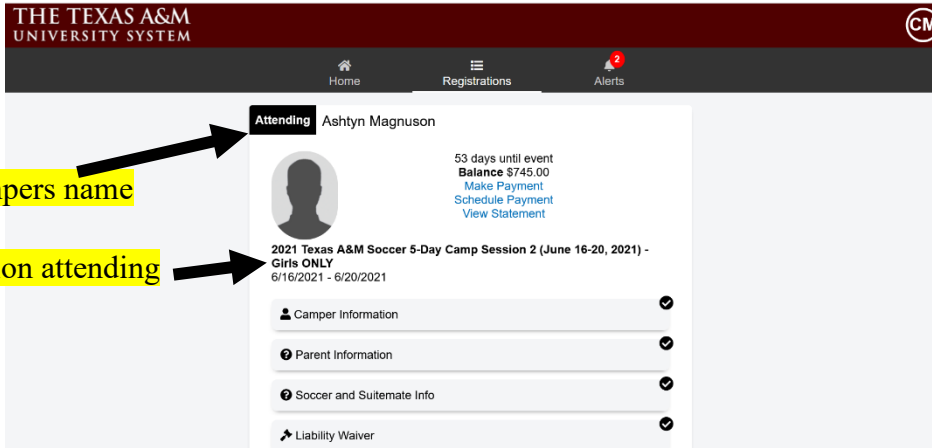 THE TEXAS A&M
UNIVERSITY SYSTEM
CM
Home
Registrations
2
Alerts
Attending Ashtyn Magnuson
53 days until event
Balance $745.00
Make Payment
Schedule Payment
View Statement
pers name
on attending
2021 Texas A&M Soccer 5-Day Camp Session 2 (June 16-20, 2021) -
Girls ONLY
6/16/2021 - 6/20/2021
Camper Information
Parent Information
Soccer and Suitemate Info
Liability Waiver